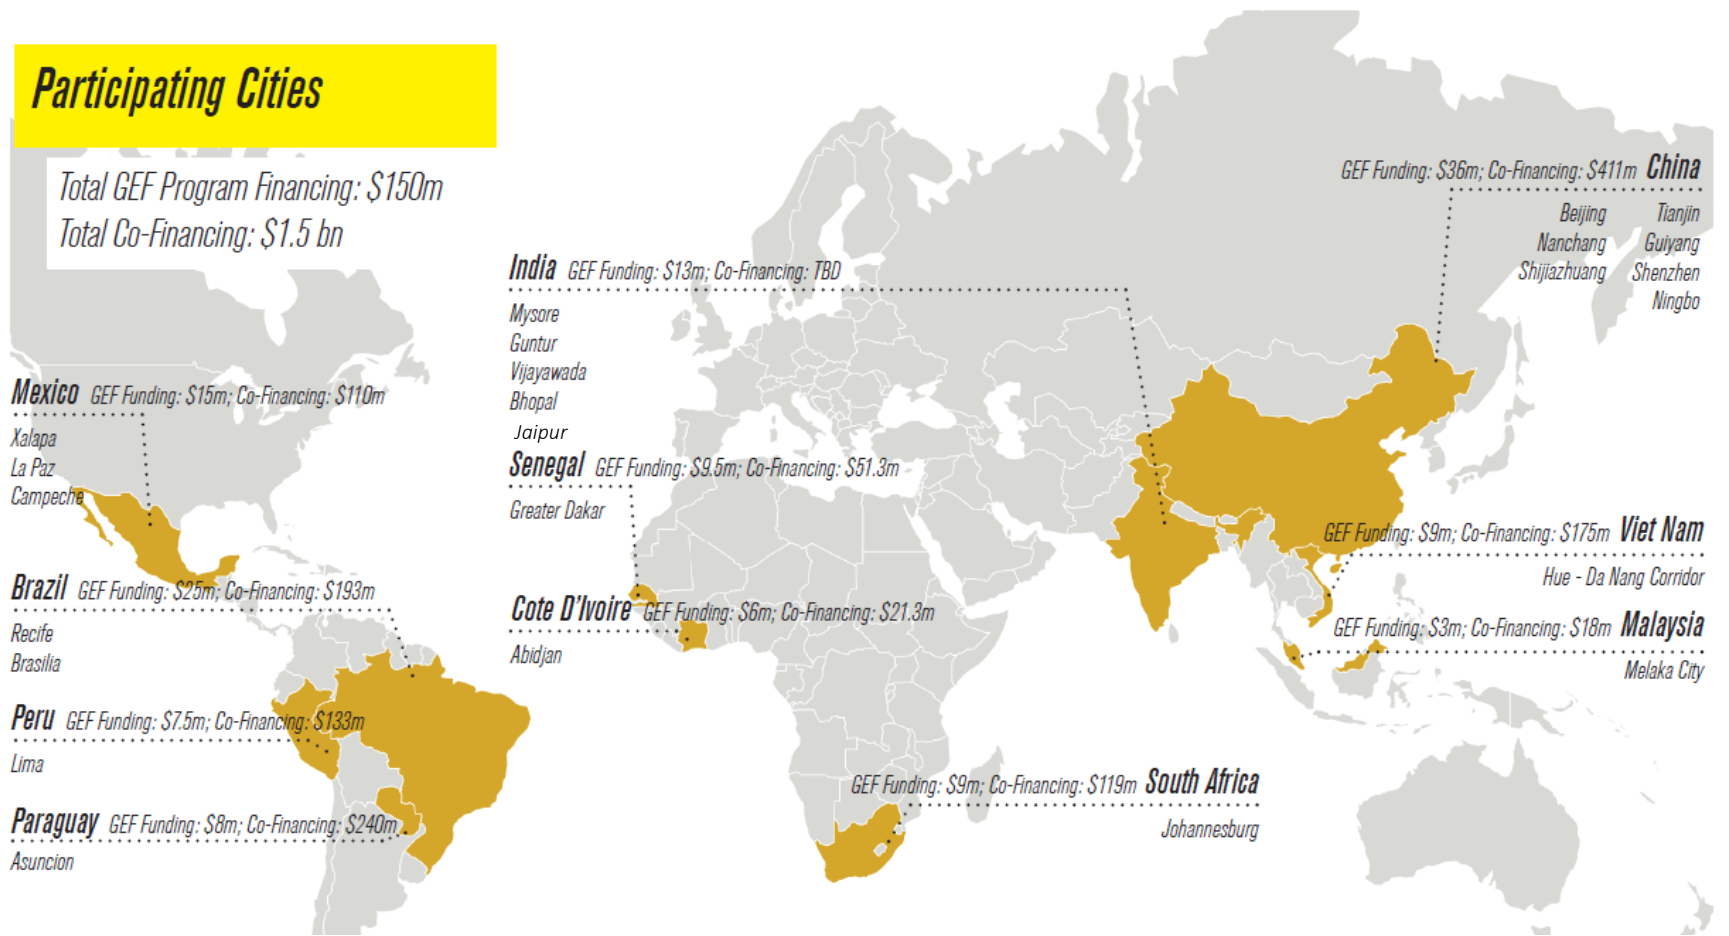 Participating Cities
Total GEF Program Financing: $150m
Total Co-Financing: $1.5 bn
Mexico GEF Funding: $15m; Co-Financing: $110m
Xalapa
La Paz
Campeche
Brazil GEF Funding: $25m; Co-Financing: $193m
Recife
Brasilia
Peru GEF Funding: $7.5m; Co-Financing: $133m
Lima
Paraguay GEF Funding: $8m; Co-Financing: $240m
Asuncion
India GEF Funding: $13m; Co-Financing: TBD
Mysore
Guntur
Vijayawada
Bhopal
Jaipur
Senegal GEF Funding: $9.5m; Co-Financing: $51.3m
Greater Dakar
Cote D'Ivoire GEF Funding: $6m; Co-Financing: $21.3m
Abidjan
GEF Funding: $9m; Co-Financing: $119m South Africa
Johannesburg
GEF Funding: $36m; Co-Financing: $411m China
Beijing Tianjin
Nanchang Guiyang
Shijiazhuang Shenzhen
Ningbo
GEF Funding: $9m; Co-Financing: $175m Viet Nam
Hue - Da Nang Corridor
GEF Funding: $3m; Co-Financing: $18m Malaysia
Melaka City